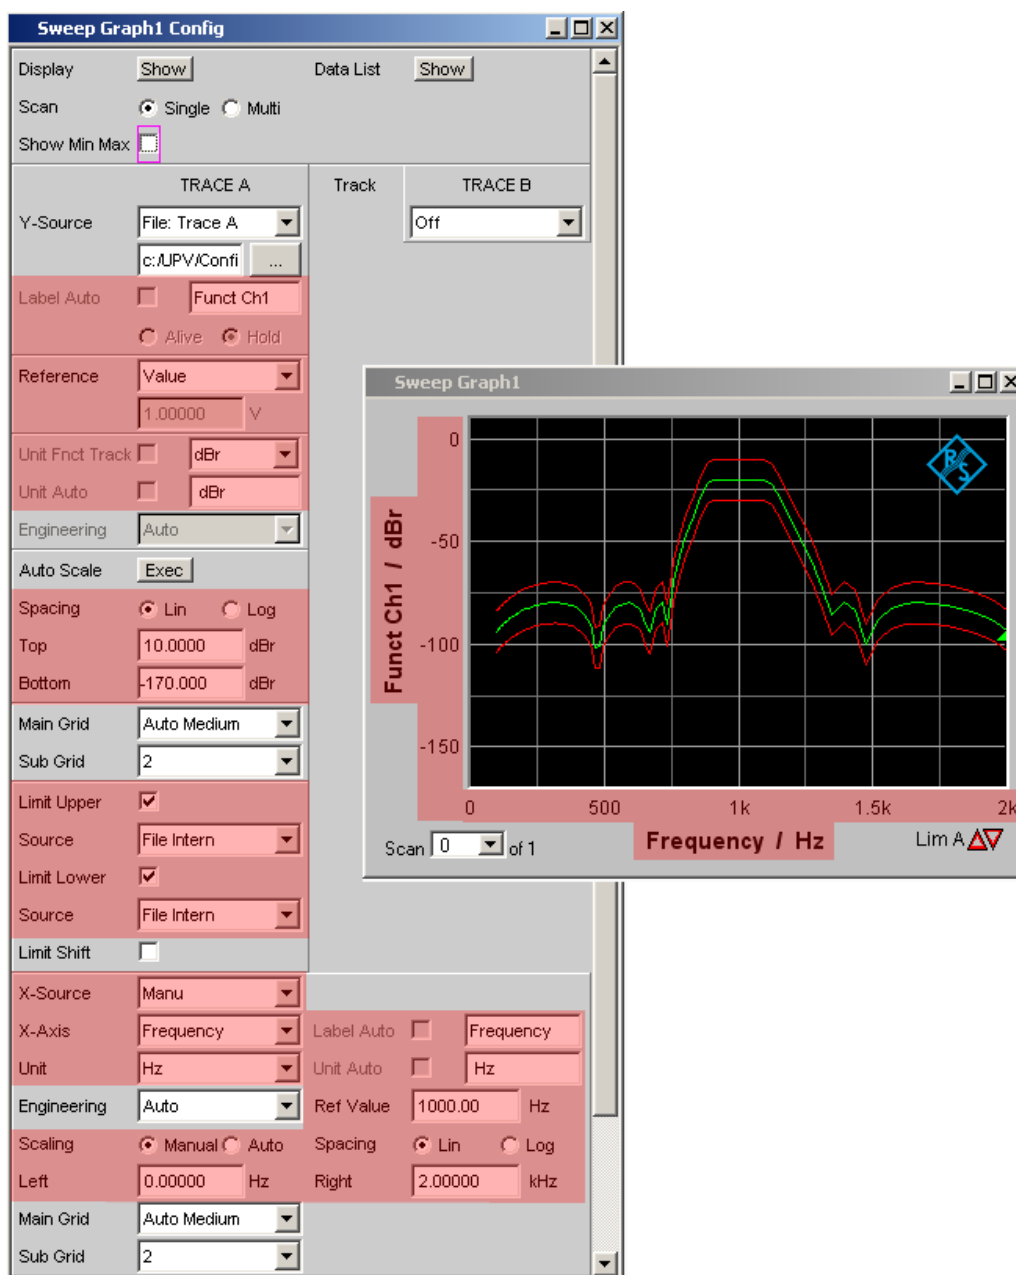 Sweep Graph1 Config
Display Show Data List Show
Scan Single Multi
Show Min Max
TRACE A Track TRACE B
Y-Source File: Trace A Off
c:/UPV/Confi ...
Label Auto Funct Ch1
Alive Hold
Reference Value
1.00000 V
Unit Fnct Track dBr
Unit Auto dBr
Engineering Auto
Auto Scale Exec
Spacing Lin Log
Top 10.0000 dBr
Bottom -170.000 dBr
Main Grid Auto Medium
Sub Grid 2
Limit Upper
Source File Intern
Limit Lower
Source File Intern
Limit Shift
X-Source Manu
X-Axis Frequency Label Auto Frequency
Unit Hz Unit Auto Hz
Engineering Auto Ref Value 1000.00 Hz
Scaling Manual Auto Spacing Lin Log
Left 0.00000 Hz Right 2.00000 kHz
Main Grid Auto Medium
Sub Grid 2
Sweep Graph1
R S
Funct Ch1 / dBr
0
-50
-100
-150
0 500 1k 1.5k 2k
Frequency / Hz
Scan 0 of 1
Lim A